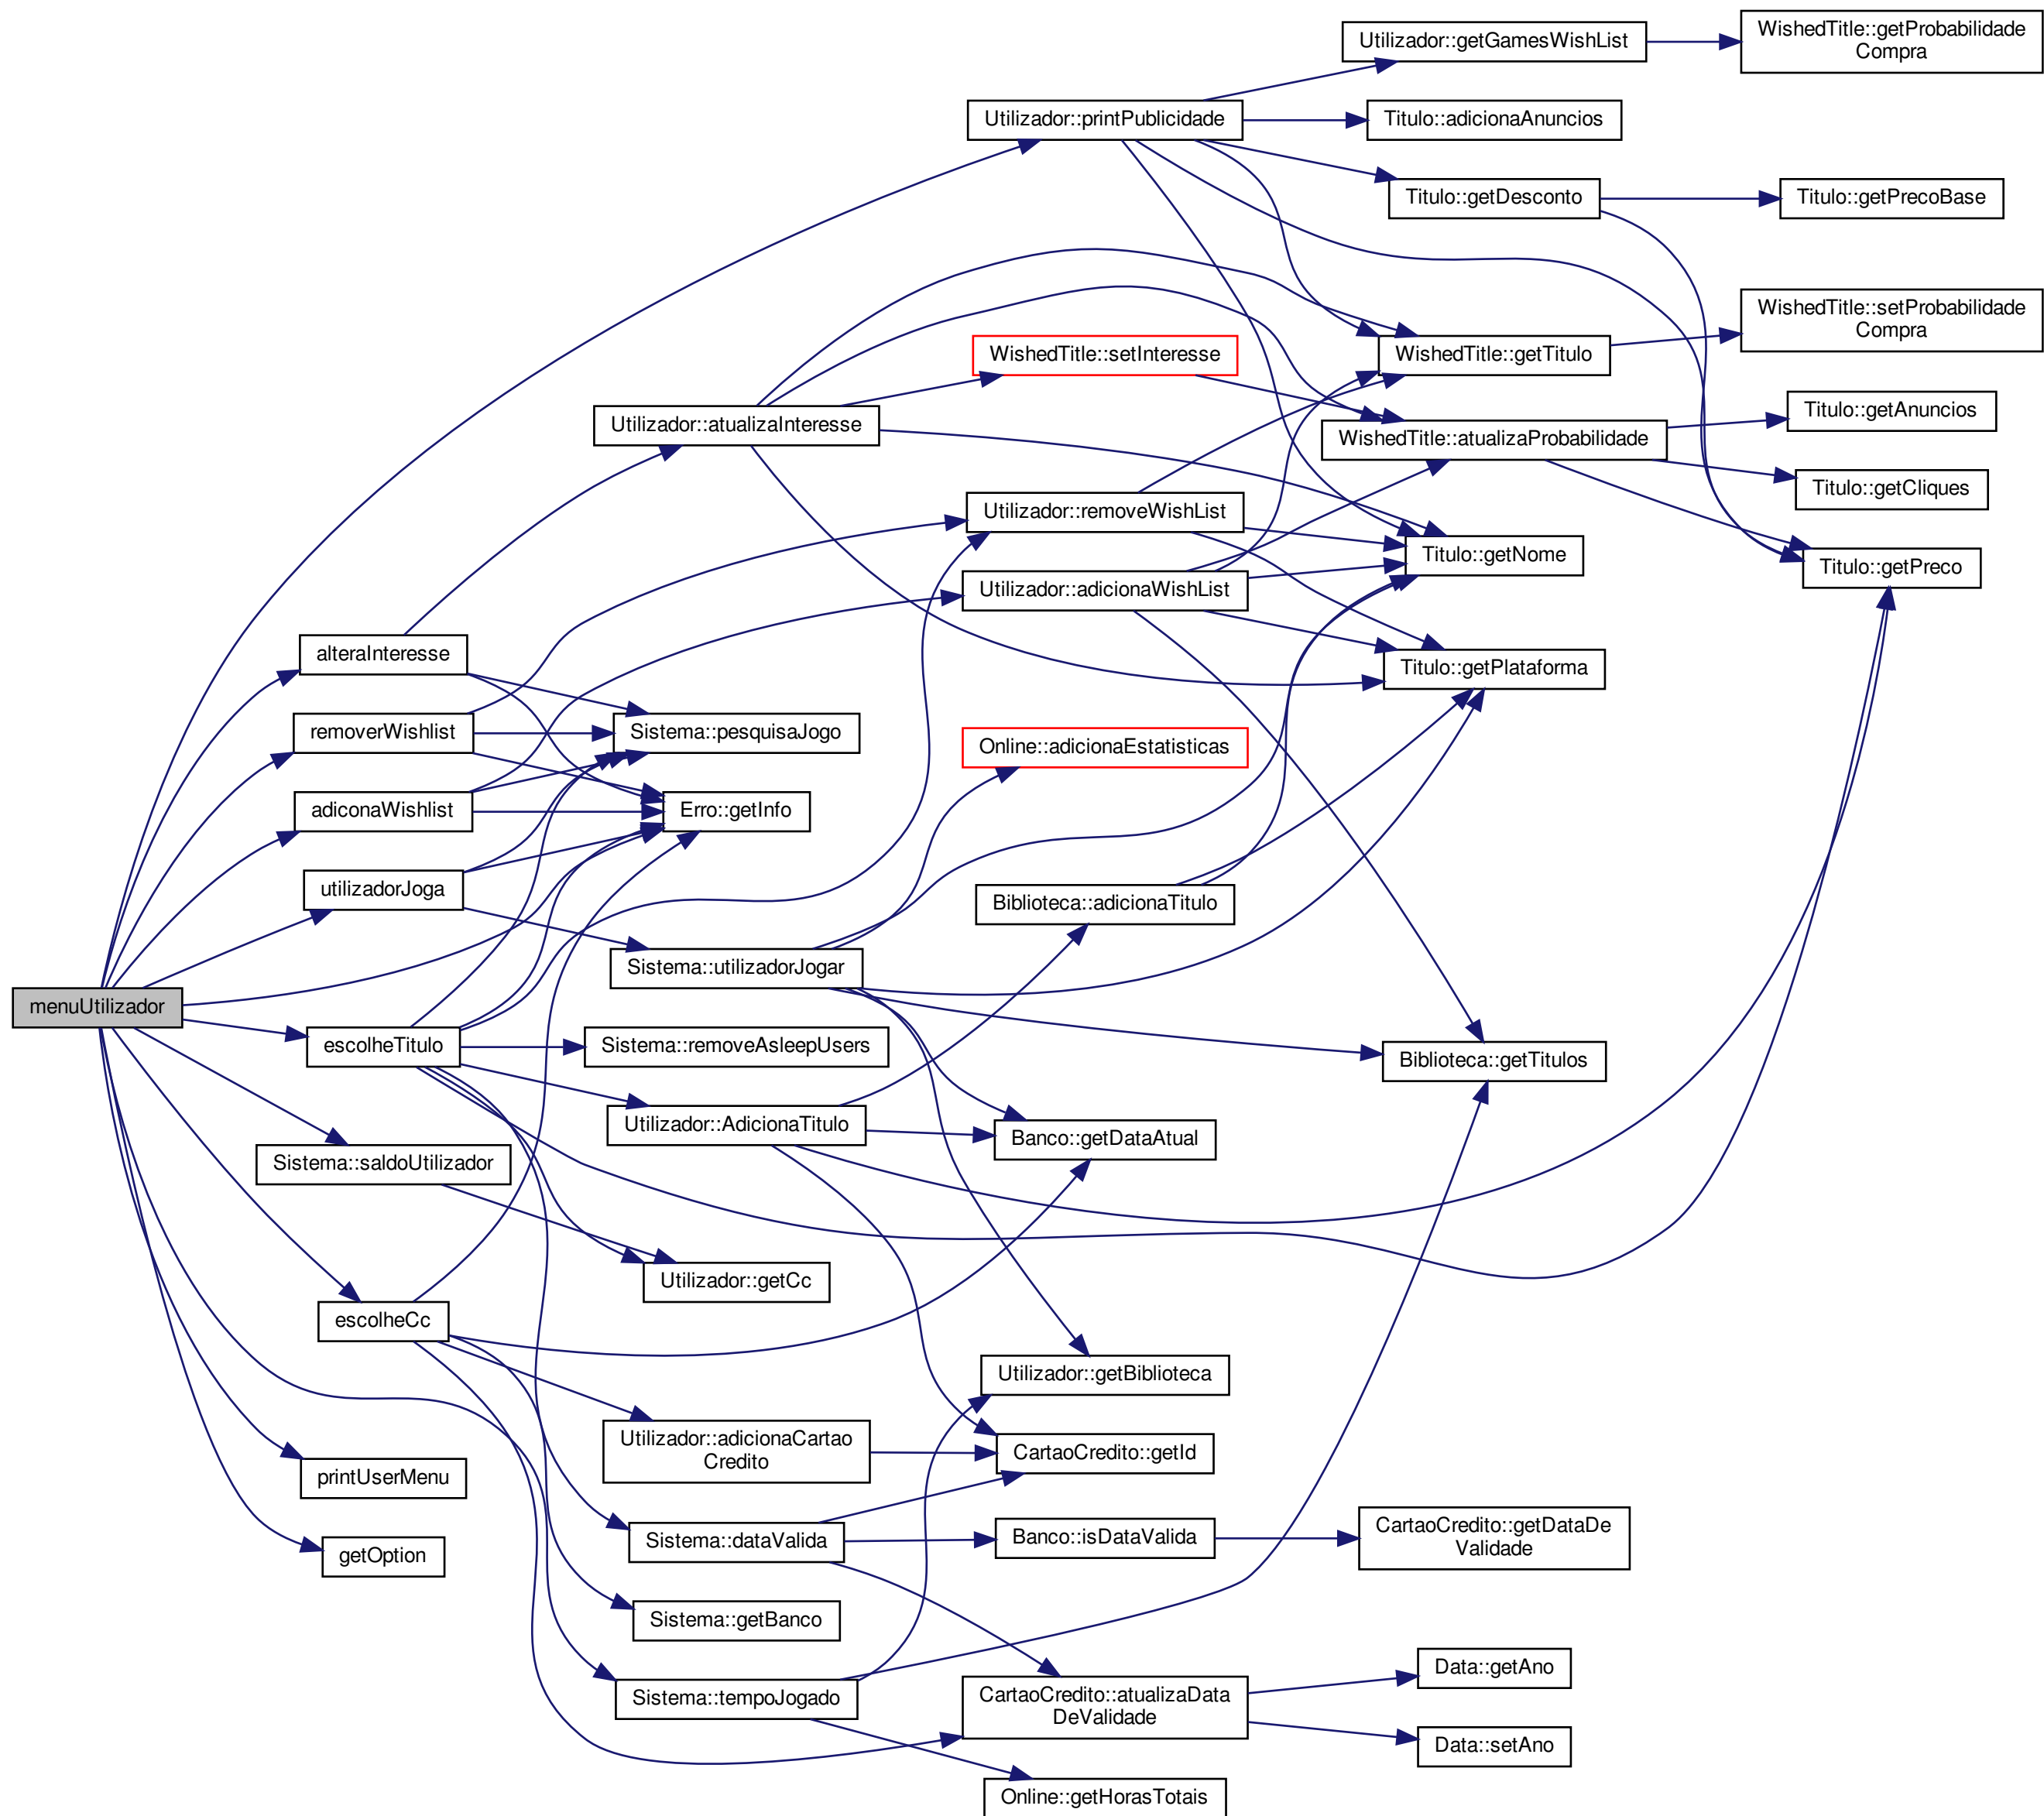 menuUtilizador
alteraInteresse
removerWishlist
adiconaWishlist
utilizadorJoga
escolheTitulo
Sistema::saldoUtilizador
escolheCc
printUserMenu
getOption
Utilizador::atualizaInteresse
Sistema::pesquisaJogo
Erro::getInfo
Sistema::utilizadorJogar
Sistema::removeAsleepUsers
Utilizador::AdicionaTitulo
Utilizador::getCc
Utilizador::adicionaCartao
Credito
Sistema::dataValida
Sistema::getBanco
Sistema::tempoJogado
Utilizador::printPublicidade
WishedTitle::setInteresse
Utilizador::removeWishList
Utilizador::adicionaWishList
Online::adicionaEstatisticas
Biblioteca::adicionaTitulo
Banco::getDataAtual
Utilizador::getBiblioteca
CartaoCredito::getId
Banco::isDataValida
CartaoCredito::atualizaData
DeValidade
Online::getHorasTotais
Utilizador::getGamesWishList
Titulo::adicionaAnuncios
Titulo::getDesconto
WishedTitle::getTitulo
WishedTitle::atualizaProbabilidade
Titulo::getNome
Titulo::getPlataforma
Biblioteca::getTitulos
CartaoCredito::getDataDe
Validade
Data::getAno
Data::setAno
WishedTitle::getProbabilidade
Compra
Titulo::getPrecoBase
WishedTitle::setProbabilidade
Compra
Titulo::getAnuncios
Titulo::getCliques
Titulo::getPreco